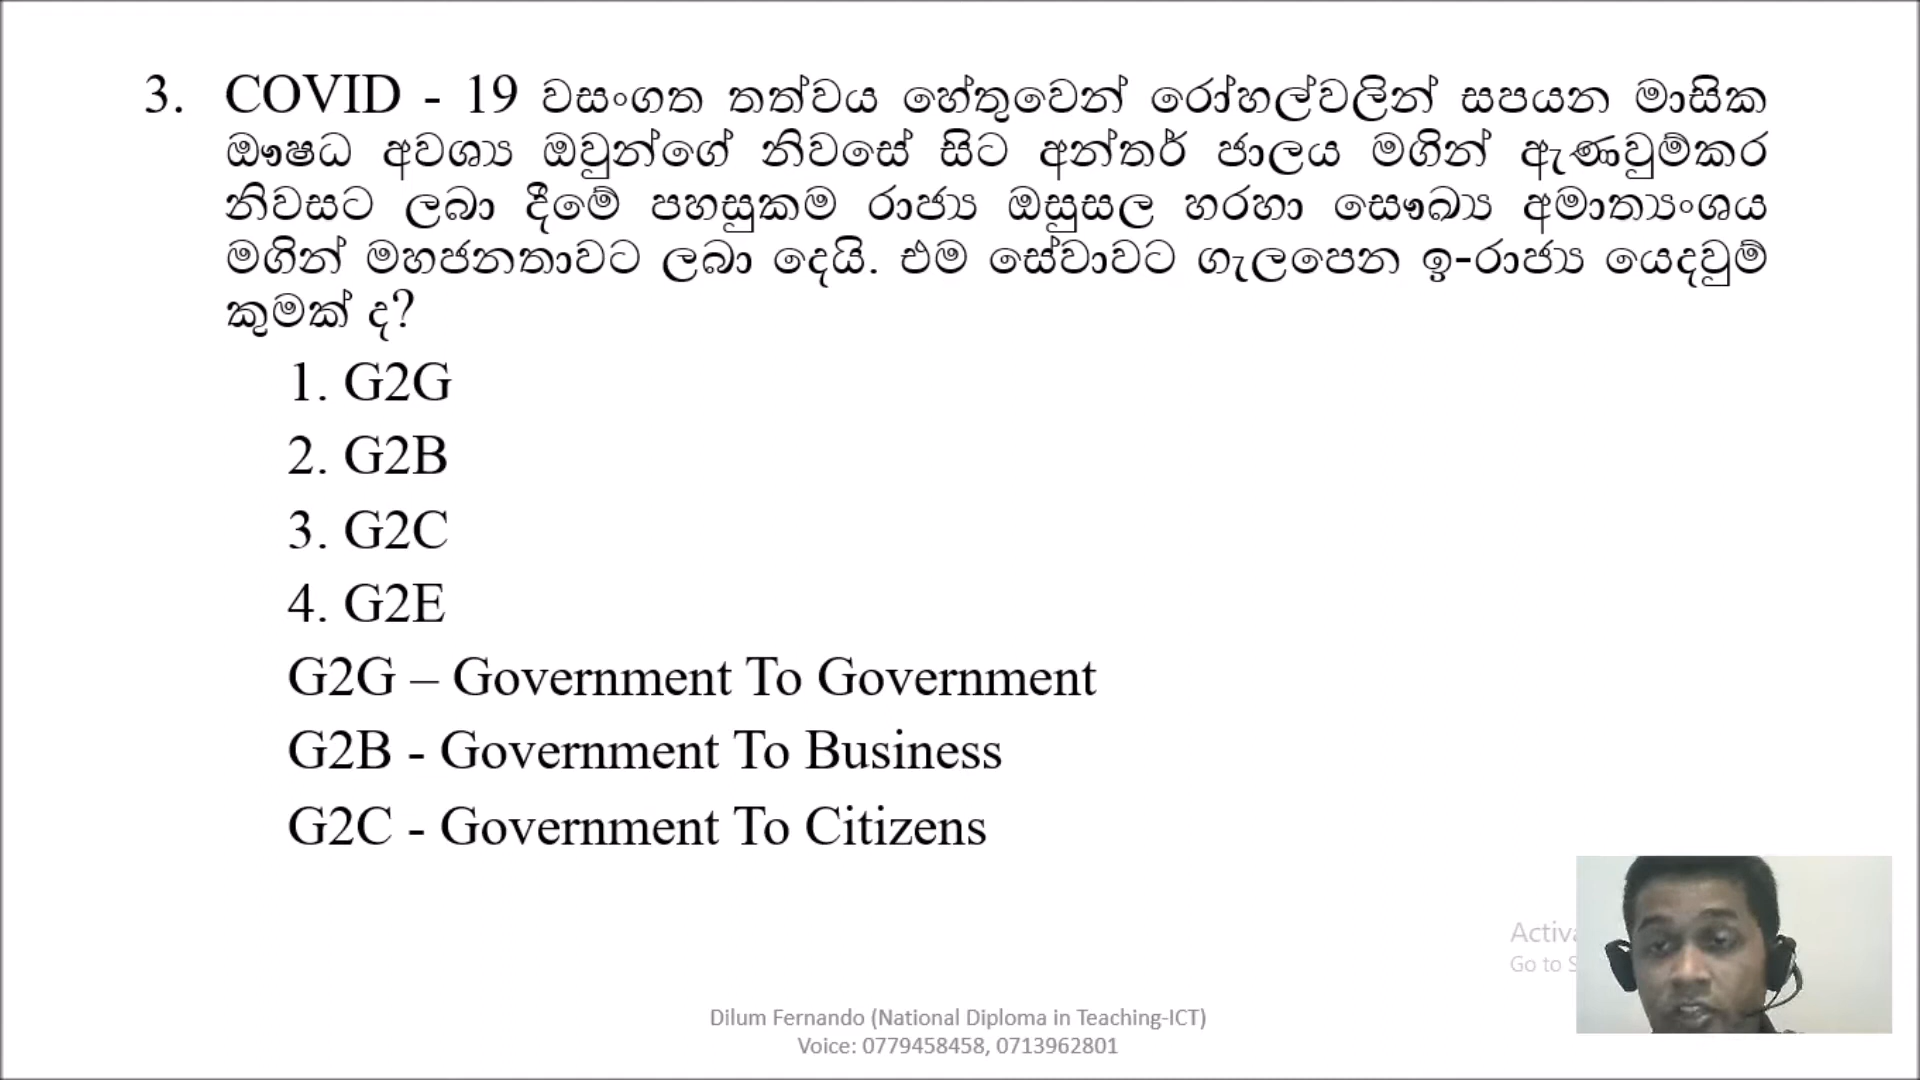 3. COVID - 19 වසංගත තත්වය හේතුවෙන් රෝහල්වලින් සපයන මාසික
ඖෂධ අවශ්‍ය ඔවුන්ගේ නිවසේ සිට අන්තර් ජාලය මගින් ඇණවුම්කර
නිවසට ලබා දීමේ පහසුකම රාජ්‍ය ඔසුසල හරහා සෞඛ්‍ය අමාත්‍යංශය
මගින් මහජනතාවට ලබා දෙයි. එම සේවාවට ගැලපෙන ඉ-රාජ්‍ය යෙදවුම්
කුමක් ද?
1. G2G
2. G2B
3. G2C
4. G2E
G2G – Government To Government
G2B - Government To Business
G2C - Government To Citizens
Go to
Dilum Fernando (National Diploma in Teaching-ICT)
Voice: 0779458458, 0713962801